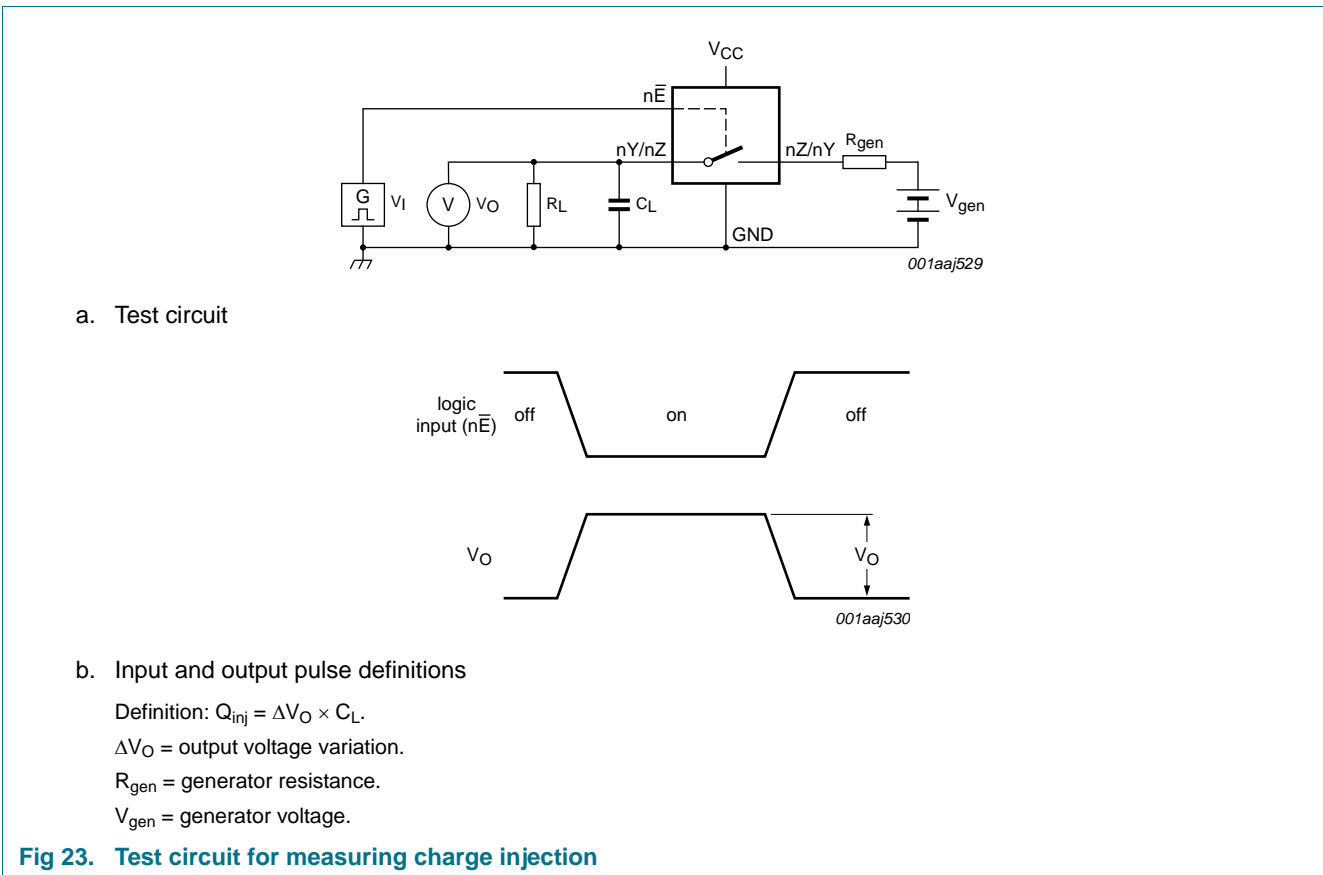 VCC
nE̅
nY/nZ
nZ/nY
Rgen
G
VI
V
VO
RL
CL
Vgen
GND
001aaj529
a. Test circuit
logic
input (nE̅)
off
on
off
VO
VO
001aaj530
b. Input and output pulse definitions
Definition: Qinj = ΔVO × CL.
ΔVO = output voltage variation.
Rgen = generator resistance.
Vgen = generator voltage.
Fig 23. Test circuit for measuring charge injection